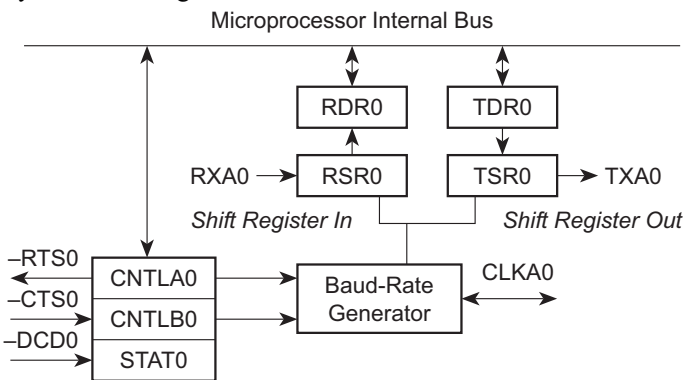 Microprocessor Internal Bus
RDR0
TDR0
RXA0
RSR0
TSR0
TXA0
Shift Register In
Shift Register Out
–RTS0
CNTLA0
–CTS0
CNTLB0
–DCD0
STAT0
Baud-Rate
Generator
CLKA0